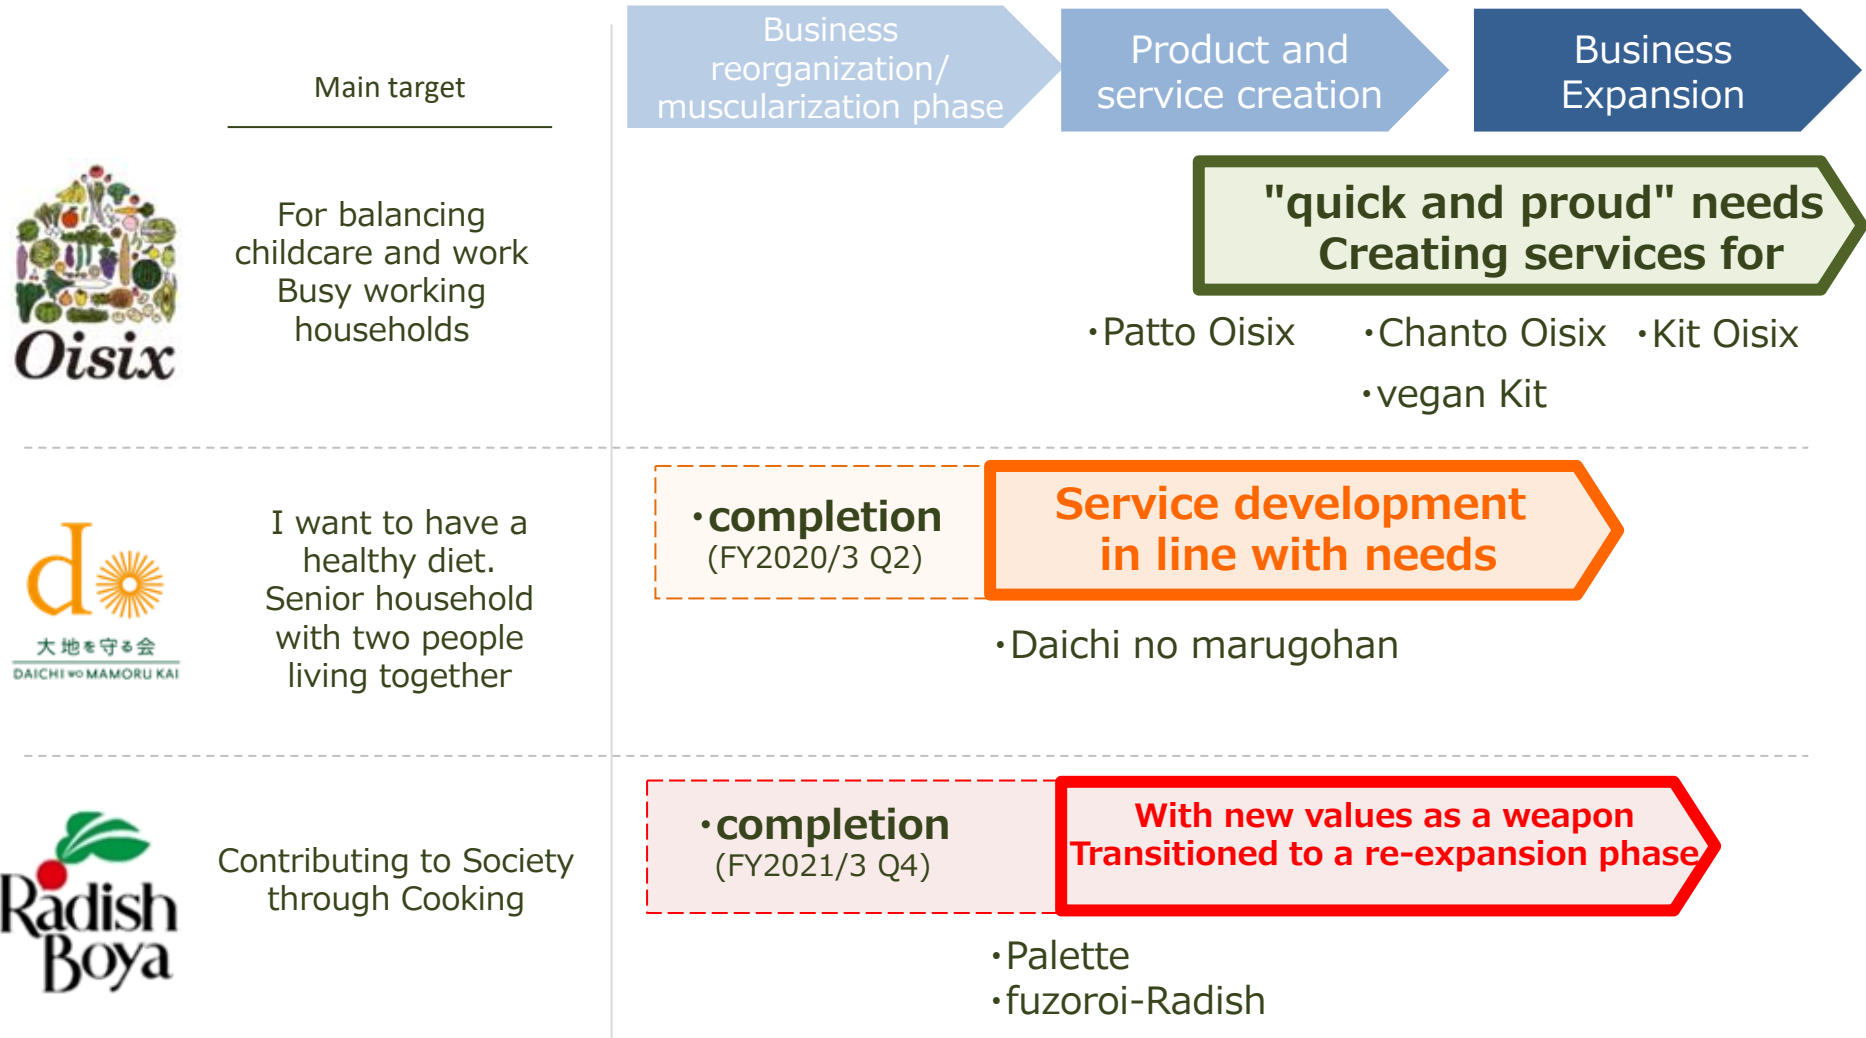 Main target
Business
reorganization/
muscularization phase
Product and
service creation
Business
Expansion
Oisix
For balancing
childcare and work
Busy working
households
"quick and proud" needs
Creating services for
・Patto Oisix
・Chanto Oisix
・Kit Oisix
・vegan Kit
do
大地を守る会
DAICHI WO MAMORU KAI
I want to have a
healthy diet.
Senior household
with two people
living together
・completion
(FY2020/3 Q2)
Service development
in line with needs
・Daichi no marugohan
Radish
Boya
Contributing to Society
through Cooking
・completion
(FY2021/3 Q4)
With new values as a weapon
Transitioned to a re-expansion phase
・Palette
・fuzoroi-Radish